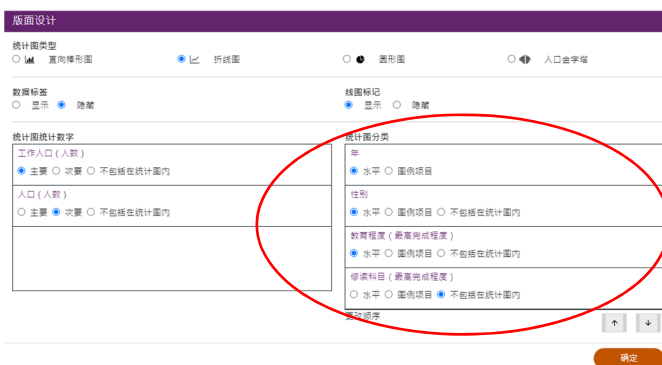 版面设计
统计图类型
直向棒形图 折线图 圆形图 人口金字塔
数据标签 线图标记
显示 隐藏 显示 隐藏
统计图统计数字
工作人口 ( 人数 )
主要 次要 不包括在统计图内
人口 ( 人数 )
主要 次要 不包括在统计图内
统计图分类
年
水平 图例项目
性别
水平 图例项目 不包括在统计图内
教育程度 ( 最高完成程度 )
水平 图例项目 不包括在统计图内
修读科目 ( 最高完成程度 )
水平 图例项目 不包括在统计图内
更改顺序
确定